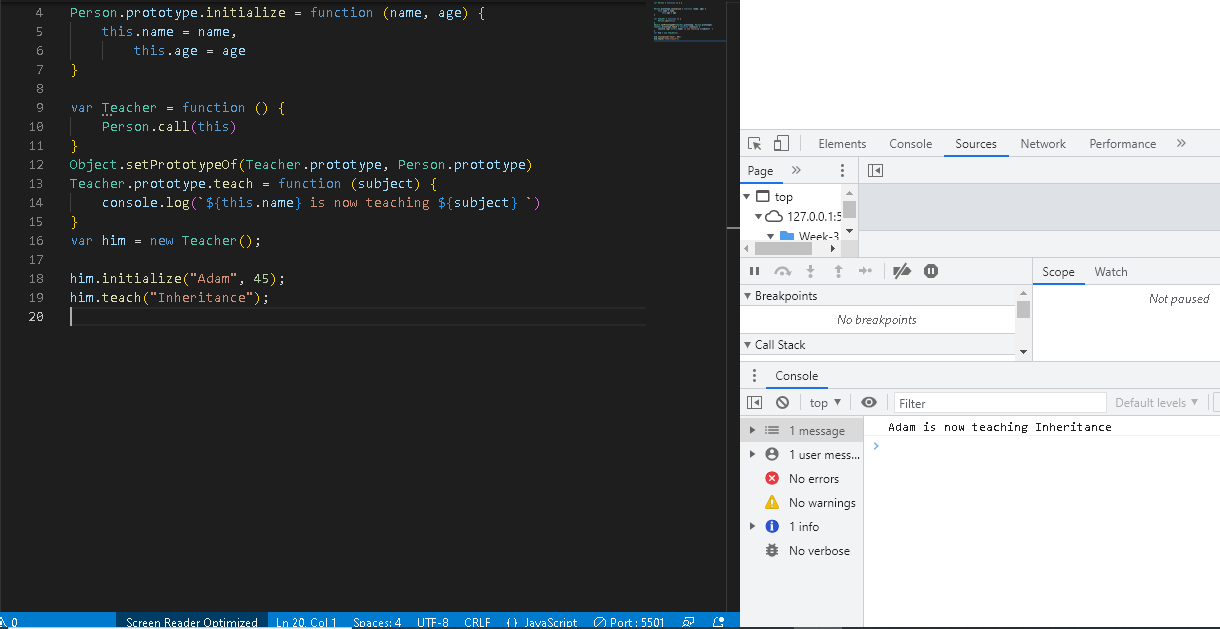 4 Person.prototype.initialize = function (name, age) {
5 this.name = name,
6 this.age = age
7 }
8
9 var Teacher = function () {
10 Person.call(this)
11 }
12 Object.setPrototypeOf(Teacher.prototype, Person.prototype)
13 Teacher.prototype.teach = function (subject) {
14 console.log(`${this.name} is now teaching ${subject} `)
15 }
16 var him = new Teacher();
17
18 him.initialize("Adam", 45);
19 him.teach("Inheritance");
20
0 Screen Reader Optimized Ln 20, Col 1 Spaces: 4 UTF-8 CRLF {} JavaScript Port : 5501
Elements Console Sources Network Performance »
Page »
top
127.0.0.1:5
Week-3
Scope Watch
Breakpoints
Not paused
No breakpoints
Call Stack
Console
top Filter Default levels
1 message
1 user mess...
No errors
No warnings
1 info
No verbose
Adam is now teaching Inheritance